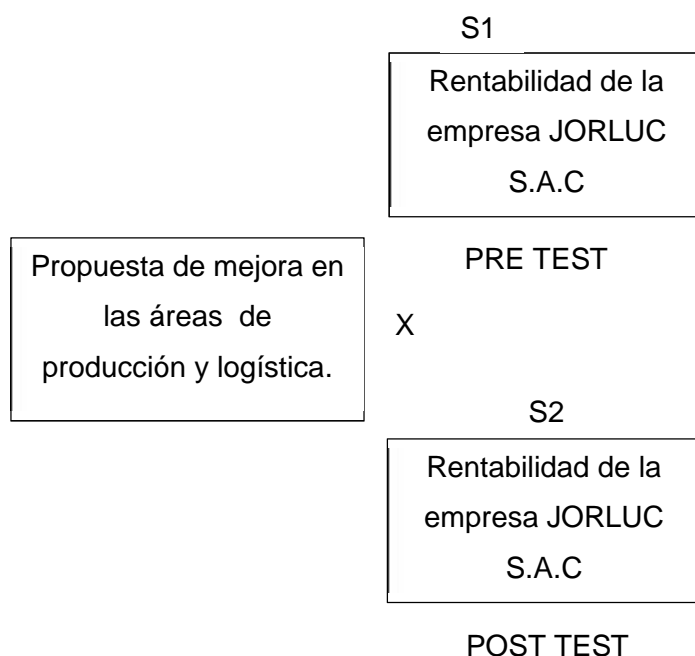 S1
Rentabilidad de la
empresa JORLUC
S.A.C
PRE TEST
Propuesta de mejora en
las áreas de
producción y logística.
X
S2
Rentabilidad de la
empresa JORLUC
S.A.C
POST TEST